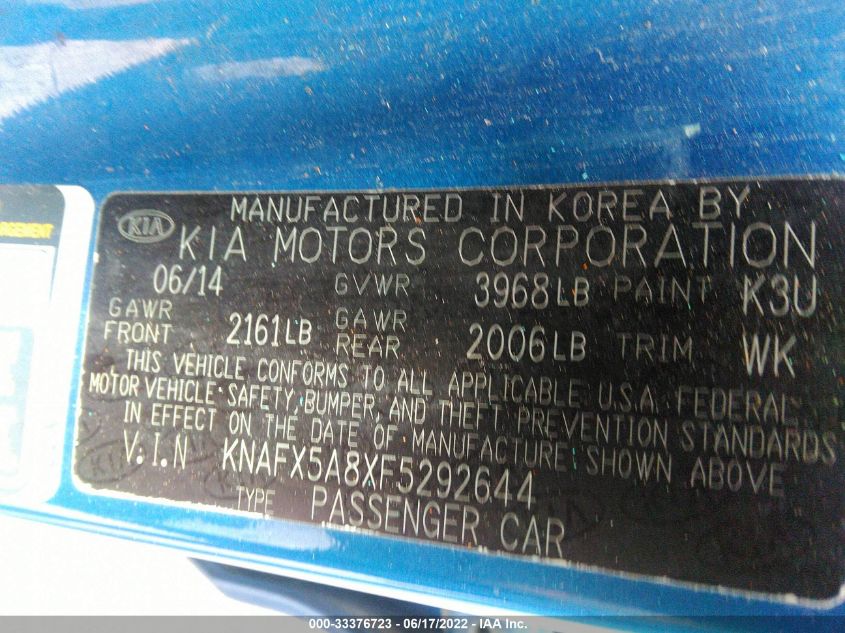 GEMENT
KIA
MANUFACTURED IN KOREA BY
KIA MOTORS CORPORATION
06/14 GVWR 3968LB PAINT K3U
GAWR FRONT 2161LB GAWR REAR 2006LB TRIM WK
THIS VEHICLE CONFORMS TO ALL APPLICABLE U.S.A. FEDERAL
MOTOR VEHICLE SAFETY, BUMPER, AND THEFT PREVENTION STANDARDS
IN EFFECT ON THE DATE OF MANUFACTURE SHOWN ABOVE
V.I.N KNAFX5A8XF5292644
TYPE PASSENGER CAR
000-33376723 - 06/17/2022 - IAA Inc.